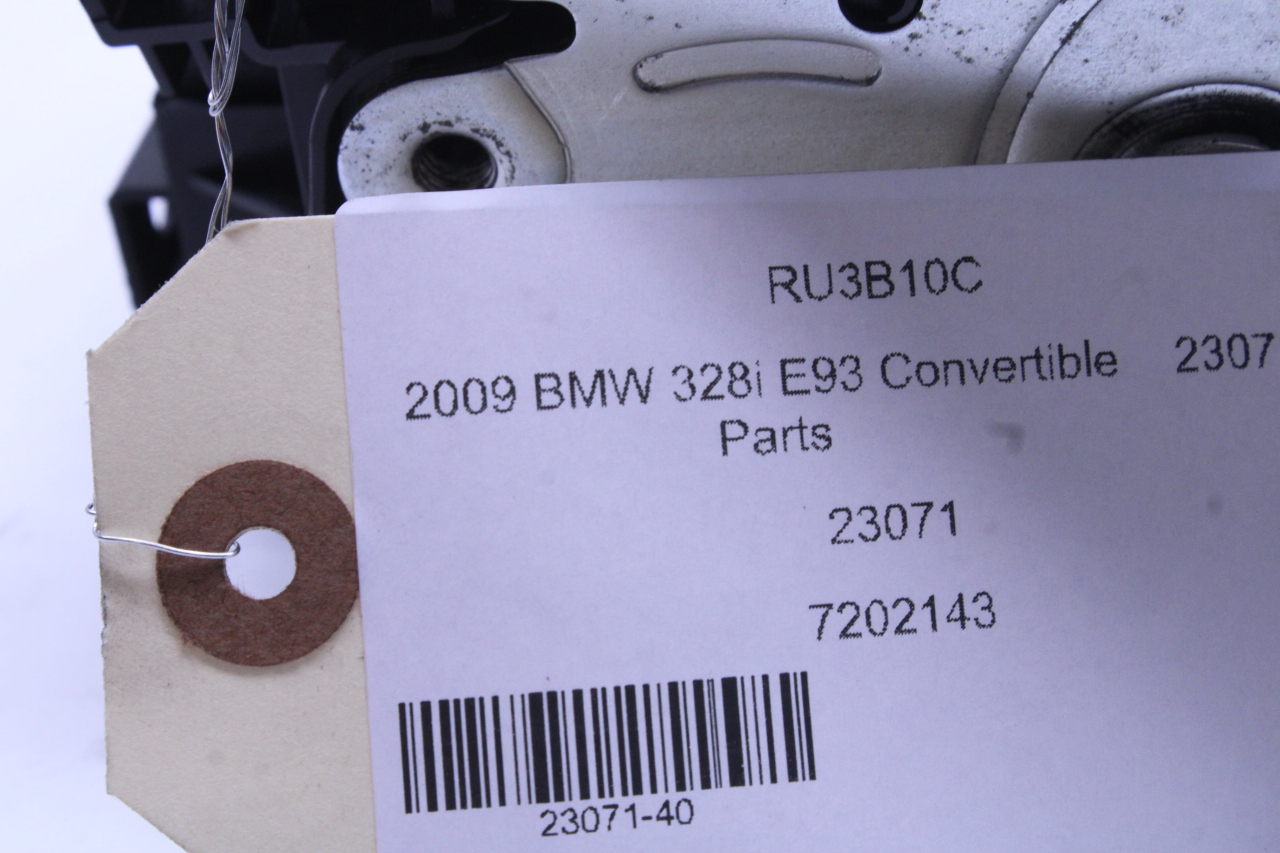 RU3B10C
2009 BMW 328i E93 Convertible 2307
Parts
23071
7202143
23071-40